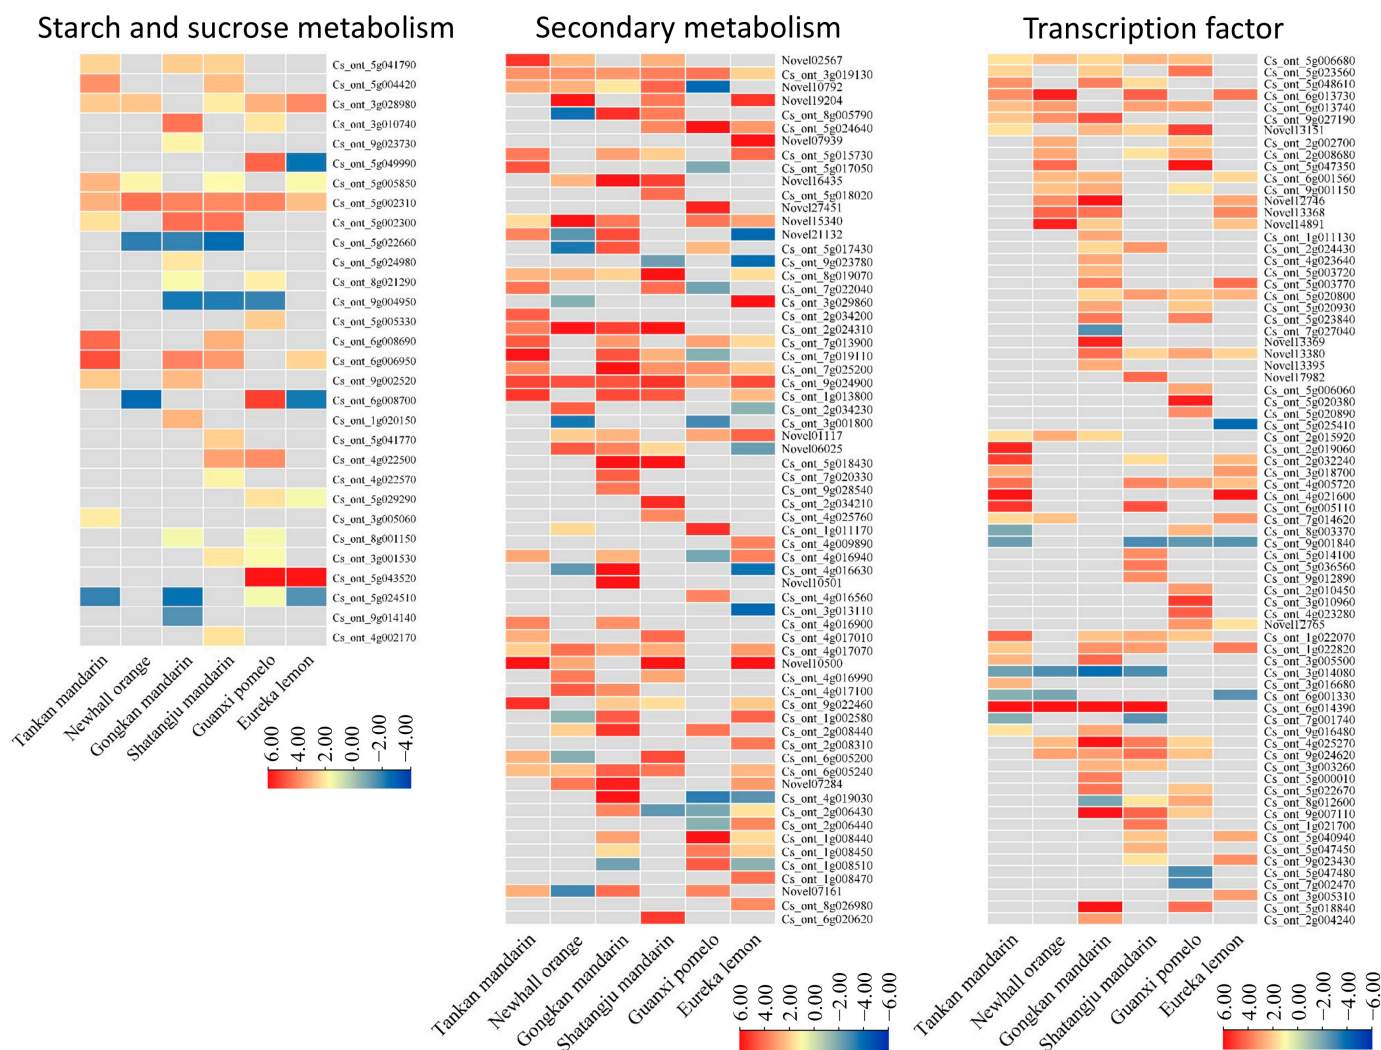 Starch and sucrose metabolism
Cs_ont_5g041790
Cs_ont_5g004420
Cs_ont_3g028980
Cs_ont_3g010740
Cs_ont_9g023730
Cs_ont_5g049990
Cs_ont_5g005850
Cs_ont_5g002310
Cs_ont_5g002300
Cs_ont_5g022660
Cs_ont_5g024980
Cs_ont_8g021290
Cs_ont_9g004950
Cs_ont_5g005330
Cs_ont_6g008690
Cs_ont_6g006950
Cs_ont_9g002520
Cs_ont_6g008700
Cs_ont_1g020150
Cs_ont_5g041770
Cs_ont_4g022500
Cs_ont_4g022570
Cs_ont_5g029290
Cs_ont_3g005060
Cs_ont_8g001150
Cs_ont_3g001530
Cs_ont_5g043520
Cs_ont_5g024510
Cs_ont_9g014140
Cs_ont_4g002170
Tankan mandarin
Newhall orange
Gongkan mandarin
Shatangju mandarin
Guanxi pomelo
Eureka lemon
6.00
4.00
2.00
0.00
−2.00
−4.00
Secondary metabolism
Novel02567
Cs_ont_3g019130
Novel10792
Novel19204
Cs_ont_8g005790
Cs_ont_5g024640
Novel07939
Cs_ont_5g015730
Cs_ont_5g017050
Novel16435
Cs_ont_5g018020
Novel27451
Novel15340
Novel21132
Cs_ont_5g017430
Cs_ont_9g023780
Cs_ont_8g019070
Cs_ont_7g022040
Cs_ont_3g029860
Cs_ont_2g034200
Cs_ont_2g024310
Cs_ont_7g013900
Cs_ont_7g019110
Cs_ont_7g025200
Cs_ont_9g024900
Cs_ont_1g013800
Cs_ont_2g034230
Cs_ont_3g001800
Novel01117
Novel06025
Cs_ont_5g018430
Cs_ont_7g020330
Cs_ont_9g028540
Cs_ont_2g034210
Cs_ont_4g025760
Cs_ont_1g011170
Cs_ont_4g009890
Cs_ont_4g016940
Cs_ont_4g016630
Novel10501
Cs_ont_4g016560
Cs_ont_3g013110
Cs_ont_4g016900
Cs_ont_4g017010
Cs_ont_4g017070
Novel10500
Cs_ont_4g016990
Cs_ont_4g017100
Cs_ont_9g022460
Cs_ont_1g002580
Cs_ont_2g008440
Cs_ont_2g008310
Cs_ont_6g005200
Cs_ont_6g005240
Novel07284
Cs_ont_4g019030
Cs_ont_2g006430
Cs_ont_2g006440
Cs_ont_1g008440
Cs_ont_1g008450
Cs_ont_1g008510
Cs_ont_1g008470
Novel07161
Cs_ont_8g026980
Cs_ont_6g020620
Tankan mandarin
Newhall orange
Gongkan mandarin
Shatangju mandarin
Guanxi pomelo
Eureka lemon
6.00
4.00
2.00
0.00
−2.00
−4.00
−6.00
Transcription factor
Cs_ont_5g006680
Cs_ont_5g023560
Cs_ont_5g048610
Cs_ont_6g013730
Cs_ont_6g013740
Cs_ont_9g027190
Novel13151
Cs_ont_2g002700
Cs_ont_2g008680
Cs_ont_5g047350
Cs_ont_6g001560
Cs_ont_9g001150
Novel12746
Novel13368
Novel14891
Cs_ont_1g011130
Cs_ont_2g024430
Cs_ont_4g023640
Cs_ont_5g003720
Cs_ont_5g003770
Cs_ont_5g020800
Cs_ont_5g020930
Cs_ont_5g023840
Cs_ont_7g027040
Novel13369
Novel13380
Novel13395
Novel17982
Cs_ont_5g006060
Cs_ont_5g020380
Cs_ont_5g020890
Cs_ont_5g025410
Cs_ont_2g015920
Cs_ont_2g019060
Cs_ont_2g032240
Cs_ont_3g018700
Cs_ont_4g005720
Cs_ont_4g021600
Cs_ont_6g005110
Cs_ont_7g014620
Cs_ont_8g003370
Cs_ont_9g001840
Cs_ont_5g014100
Cs_ont_5g036560
Cs_ont_9g012890
Cs_ont_2g010450
Cs_ont_3g010960
Cs_ont_4g023280
Novel12765
Cs_ont_1g022070
Cs_ont_1g022820
Cs_ont_3g005500
Cs_ont_3g014080
Cs_ont_3g016680
Cs_ont_6g001330
Cs_ont_6g014390
Cs_ont_7g001740
Cs_ont_9g016480
Cs_ont_4g025270
Cs_ont_9g024620
Cs_ont_3g003260
Cs_ont_5g000010
Cs_ont_5g022670
Cs_ont_8g012600
Cs_ont_9g007110
Cs_ont_1g021700
Cs_ont_5g040940
Cs_ont_5g047450
Cs_ont_9g023430
Cs_ont_5g047480
Cs_ont_7g002470
Cs_ont_3g005310
Cs_ont_5g018840
Cs_ont_2g004240
Tankan mandarin
Newhall orange
Gongkan mandarin
Shatangju mandarin
Guanxi pomelo
Eureka lemon
6.00
4.00
2.00
0.00
−2.00
−4.00
−6.00